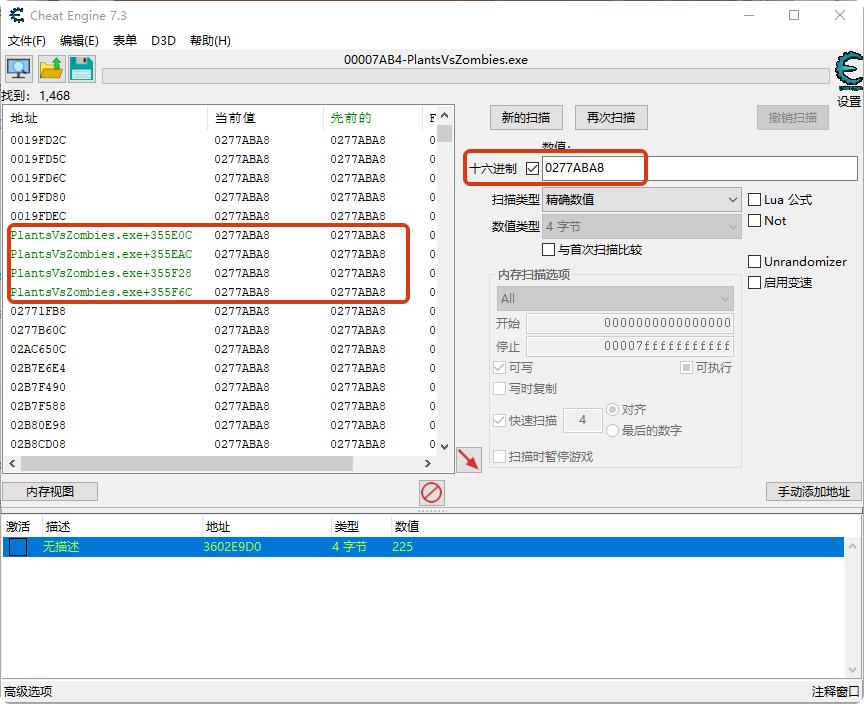 Cheat Engine 7.3
文件(F) 编辑(E) 表单 D3D 帮助(H)
00007AB4-PlantsVsZombies.exe
找到： 1,468
设置
地址 当前值 先前的 F
0019FD2C 0277ABA8 0277ABA8 0
0019FD5C 0277ABA8 0277ABA8 0
0019FD6C 0277ABA8 0277ABA8 0
0019FD80 0277ABA8 0277ABA8 0
0019FDEC 0277ABA8 0277ABA8 0
PlantsVsZombies.exe+355E0C 0277ABA8 0277ABA8 0
PlantsVsZombies.exe+355EAC 0277ABA8 0277ABA8 0
PlantsVsZombies.exe+355F28 0277ABA8 0277ABA8 0
PlantsVsZombies.exe+355F6C 0277ABA8 0277ABA8 0
02771FB8 0277ABA8 0277ABA8 0
0277B60C 0277ABA8 0277ABA8 0
02AC650C 0277ABA8 0277ABA8 0
02B7E6E4 0277ABA8 0277ABA8 0
02B7F490 0277ABA8 0277ABA8 0
02B7F588 0277ABA8 0277ABA8 0
02B80E98 0277ABA8 0277ABA8 0
02B8CD08 0277ABA8 0277ABA8 0
新的扫描 再次扫描 撤销扫描
数值：
十六进制 0277ABA8
扫描类型 精确数值 Lua 公式
数值类型 4 字节 Not
与首次扫描比较
内存扫描选项 Unrandomizer
All 启用变速
开始 0000000000000000
停止 00007fffffffffff
可写 可执行
写时复制
快速扫描 4 对齐
最后的数字
扫描时暂停游戏
内存视图 手动添加地址
激活 描述 地址 类型 数值
无描述 3602E9D0 4 字节 225
高级选项 注释窗口